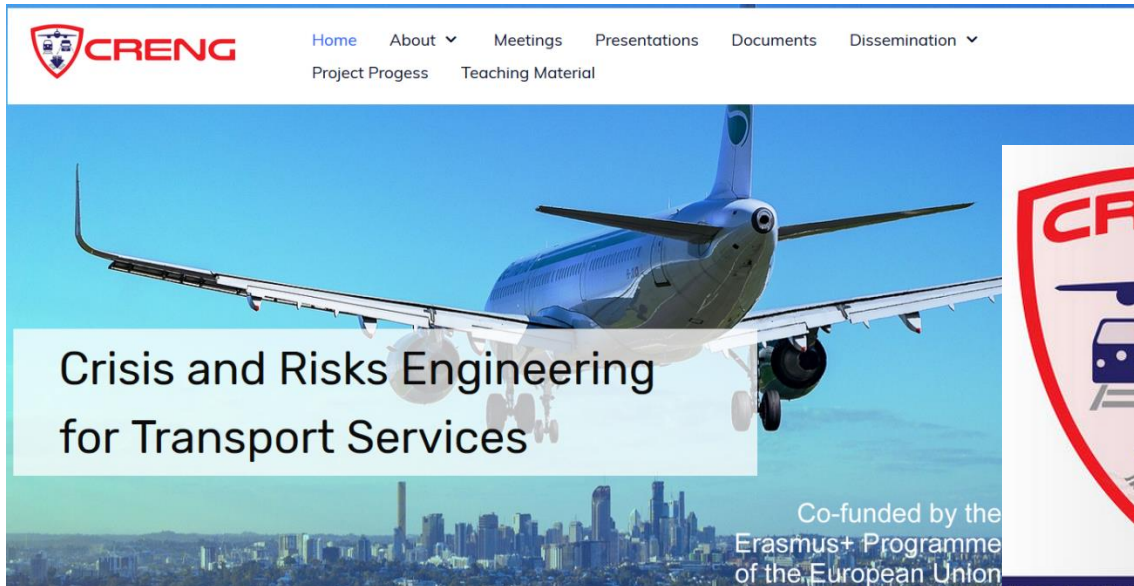 CRENG
Home About Meetings Presentations Documents Dissemination
Project Progess Teaching Material
Crisis and Risks Engineering
for Transport Services
Co-funded by the
Erasmus+ Programme
of the European Union